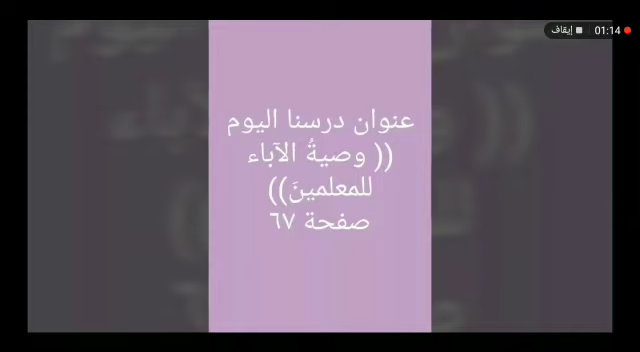 إيقاف 01:14
عنوان درسنا اليوم
(( وصيةُ الآباء
للمعلمينَ))
صفحة ٦٧